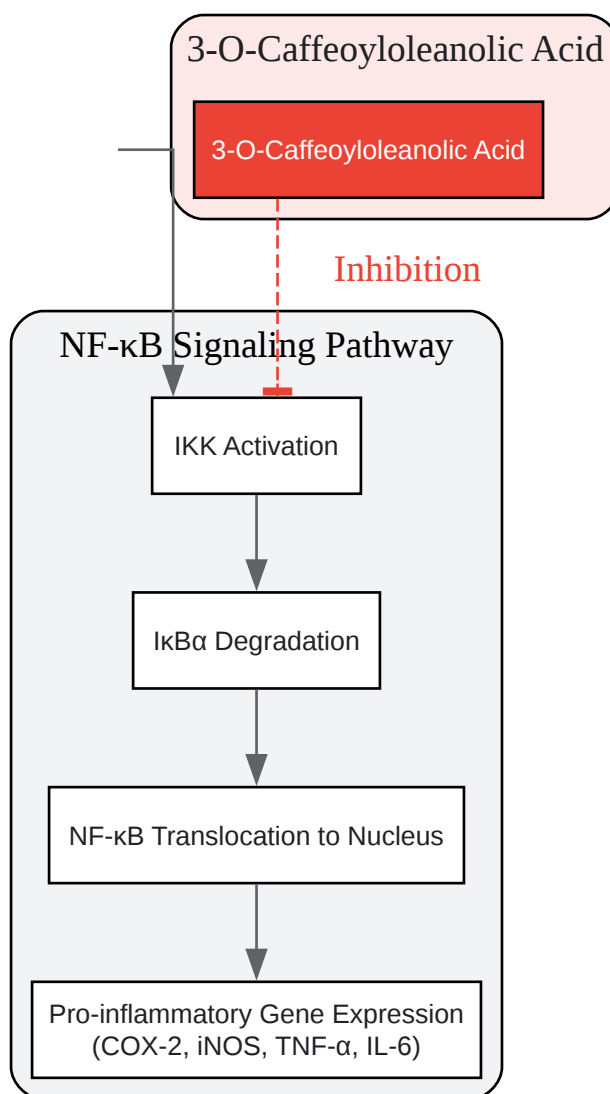 3-O-Caffeoyloleanolic Acid
3-O-Caffeoyloleanolic Acid
Inhibition
NF-κB Signaling Pathway
IKK Activation
IκBα Degradation
NF-κB Translocation to Nucleus
Pro-inflammatory Gene Expression
(COX-2, iNOS, TNF-α, IL-6)